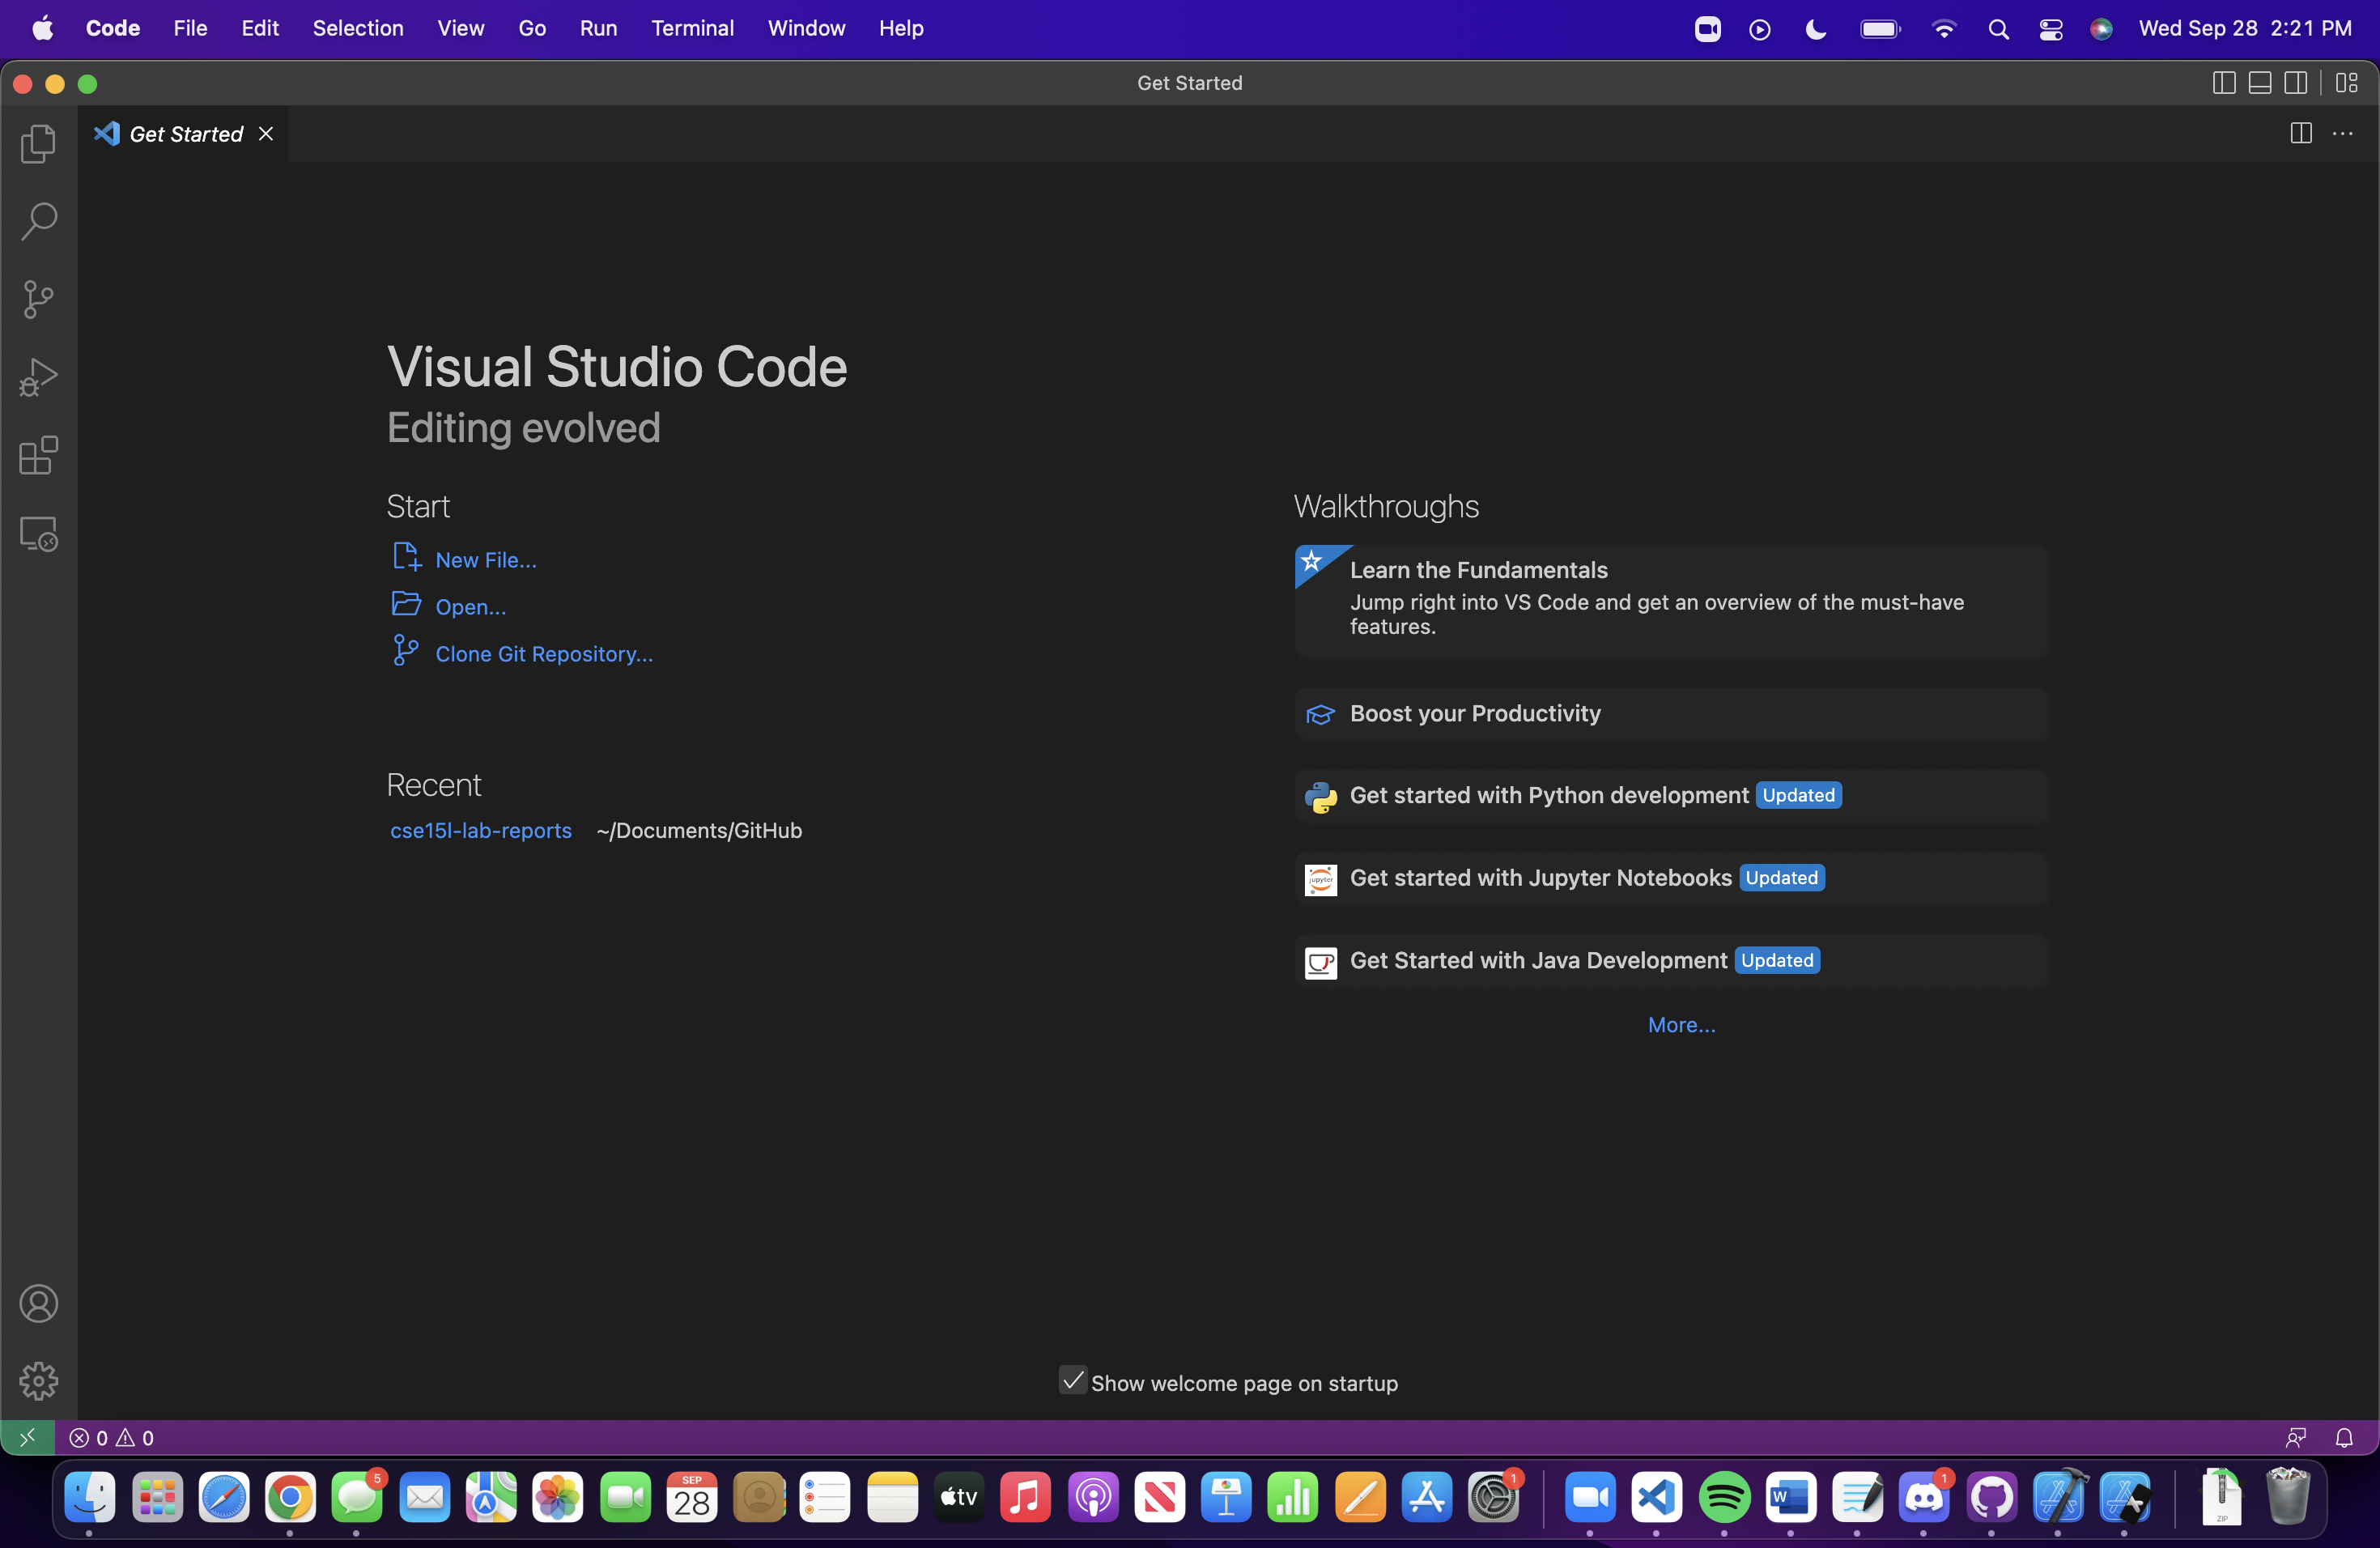 Code File Edit Selection View Go Run Terminal Window Help Wed Sep 28 2:21 PM
Get Started
Get Started
Visual Studio Code
Editing evolved
Start
New File...
Open...
Clone Git Repository...
Recent
cse15l-lab-reports ~/Documents/GitHub
Walkthroughs
Learn the Fundamentals
Jump right into VS Code and get an overview of the must-have
features.
Boost your Productivity
Get started with Python development Updated
jupyter
Get started with Jupyter Notebooks Updated
Get Started with Java Development Updated
More...
Show welcome page on startup
0 0
5
SEP
28
tv
1
W
1
ZIP